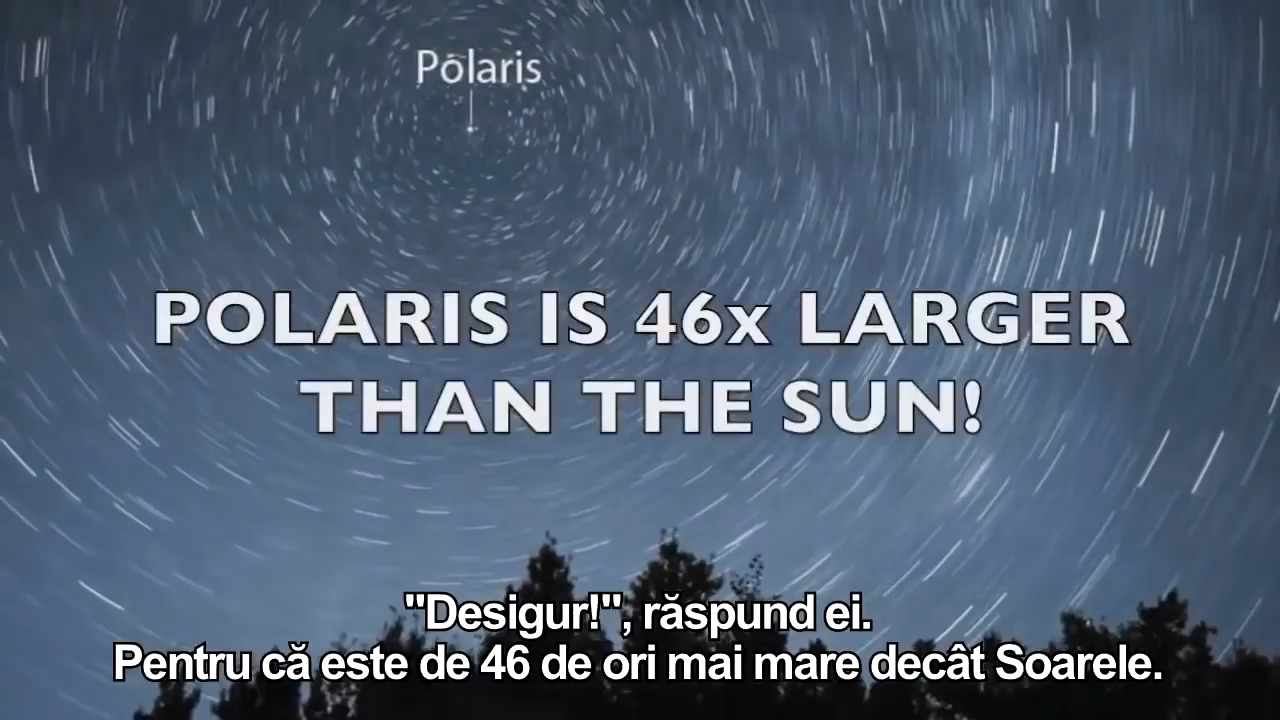 Polaris
POLARIS IS 46x LARGER
THAN THE SUN!
"Desigur!", răspund ei.
Pentru că este de 46 de ori mai mare decât Soarele.